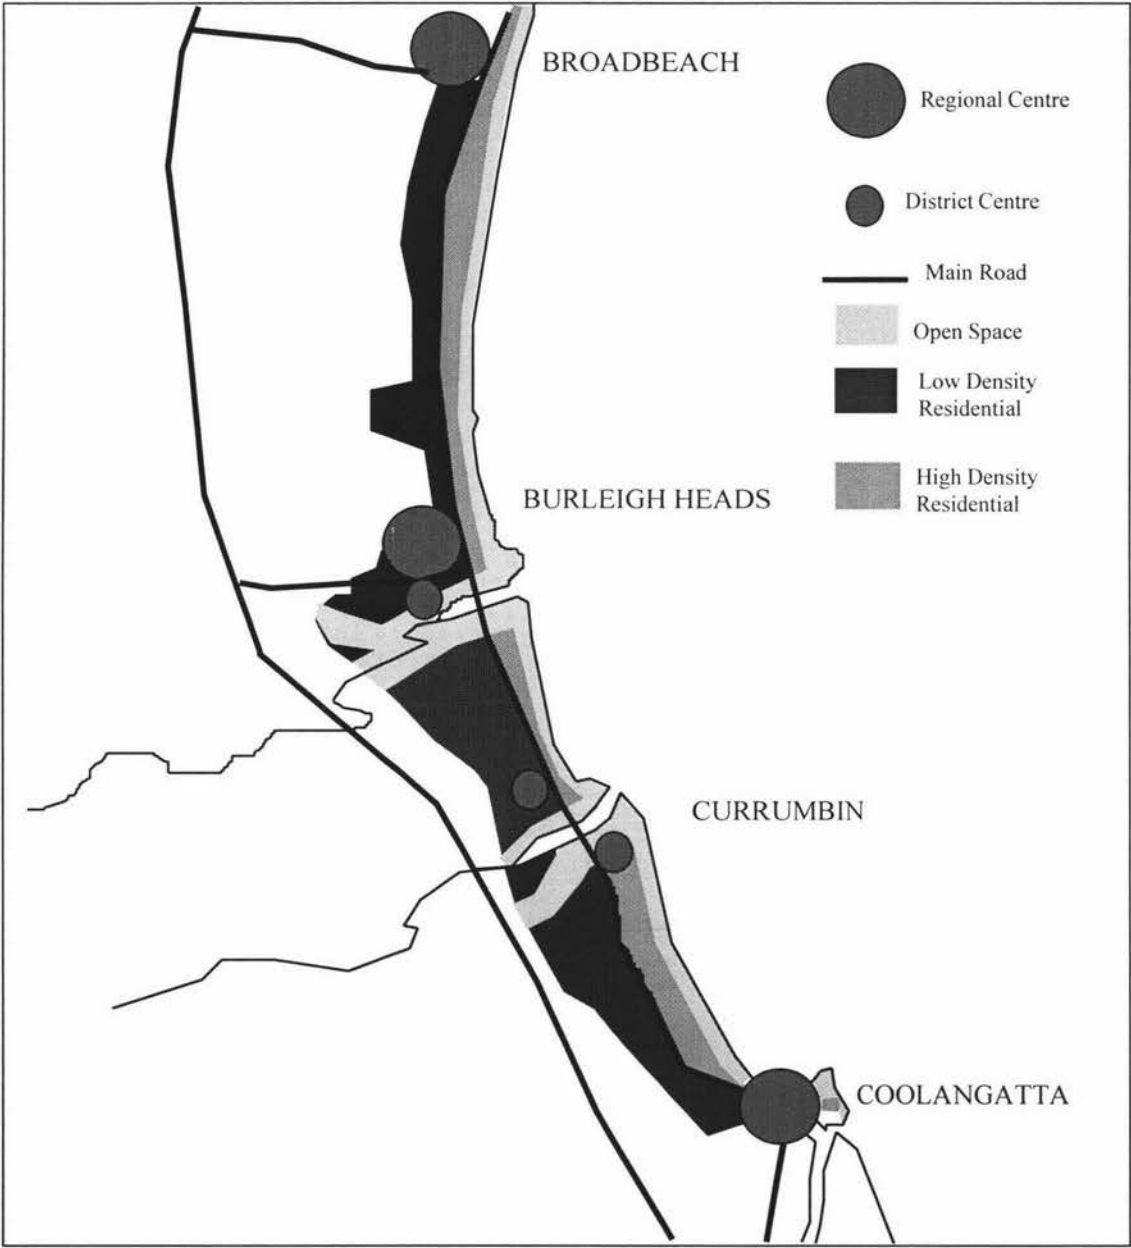 BROADBEACH
Regional Centre
District Centre
Main Road
Open Space
Low Density
Residential
High Density
Residential
BURLEIGH HEADS
CURRUMBIN
COOLANGATTA